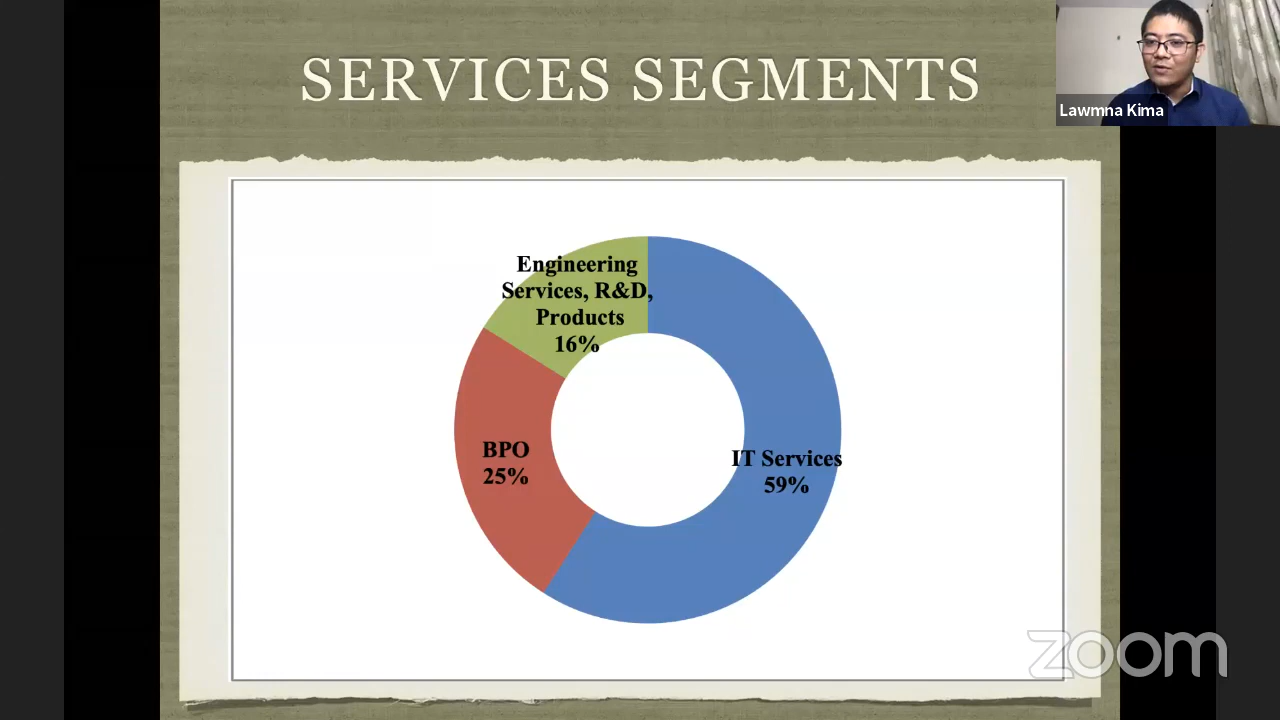 SERVICES SEGMENTS
Lawmna Kima
Engineering
Services, R&D,
Products
16%
BPO
25%
IT Services
59%
zoom